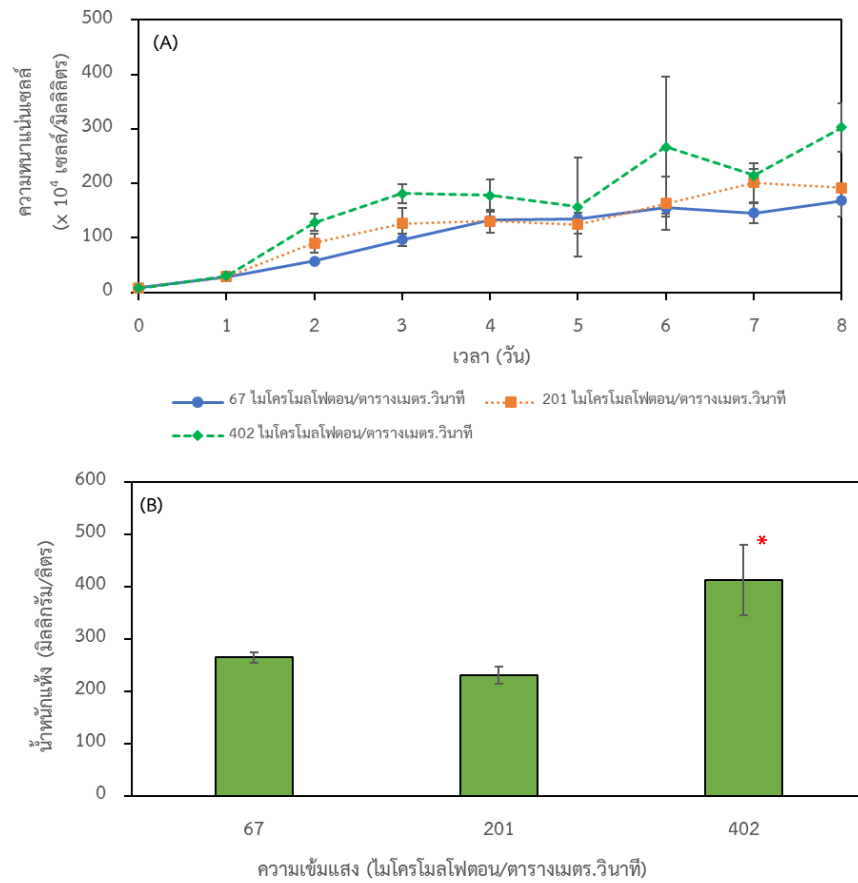 (A)
ความหนาแน่นเซลล์
(x 10⁴ เซลล์/มิลลิลิตร)
500
400
300
200
100
0
0 1 2 3 4 5 6 7 8
เวลา (วัน)
67 ไมโครโมลโฟตอน/ตารางเมตร.วินาที 201 ไมโครโมลโฟตอน/ตารางเมตร.วินาที
402 ไมโครโมลโฟตอน/ตารางเมตร.วินาที
(B)
น้ำหนักแห้ง (มิลลิกรัม/ลิตร)
600
500
400
300
200
100
0
*
67 201 402
ความเข้มแสง (ไมโครโมลโฟตอน/ตารางเมตร.วินาที)